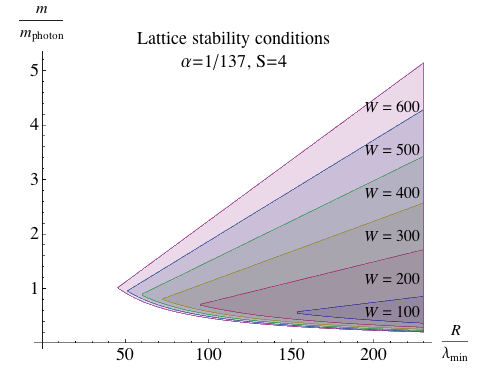 m
m_photon
Lattice stability conditions
α=1/137, S=4
5
W = 600
4
W = 500
W = 400
3
W = 300
2
W = 200
1
W = 100
R
λ_min
50 100 150 200